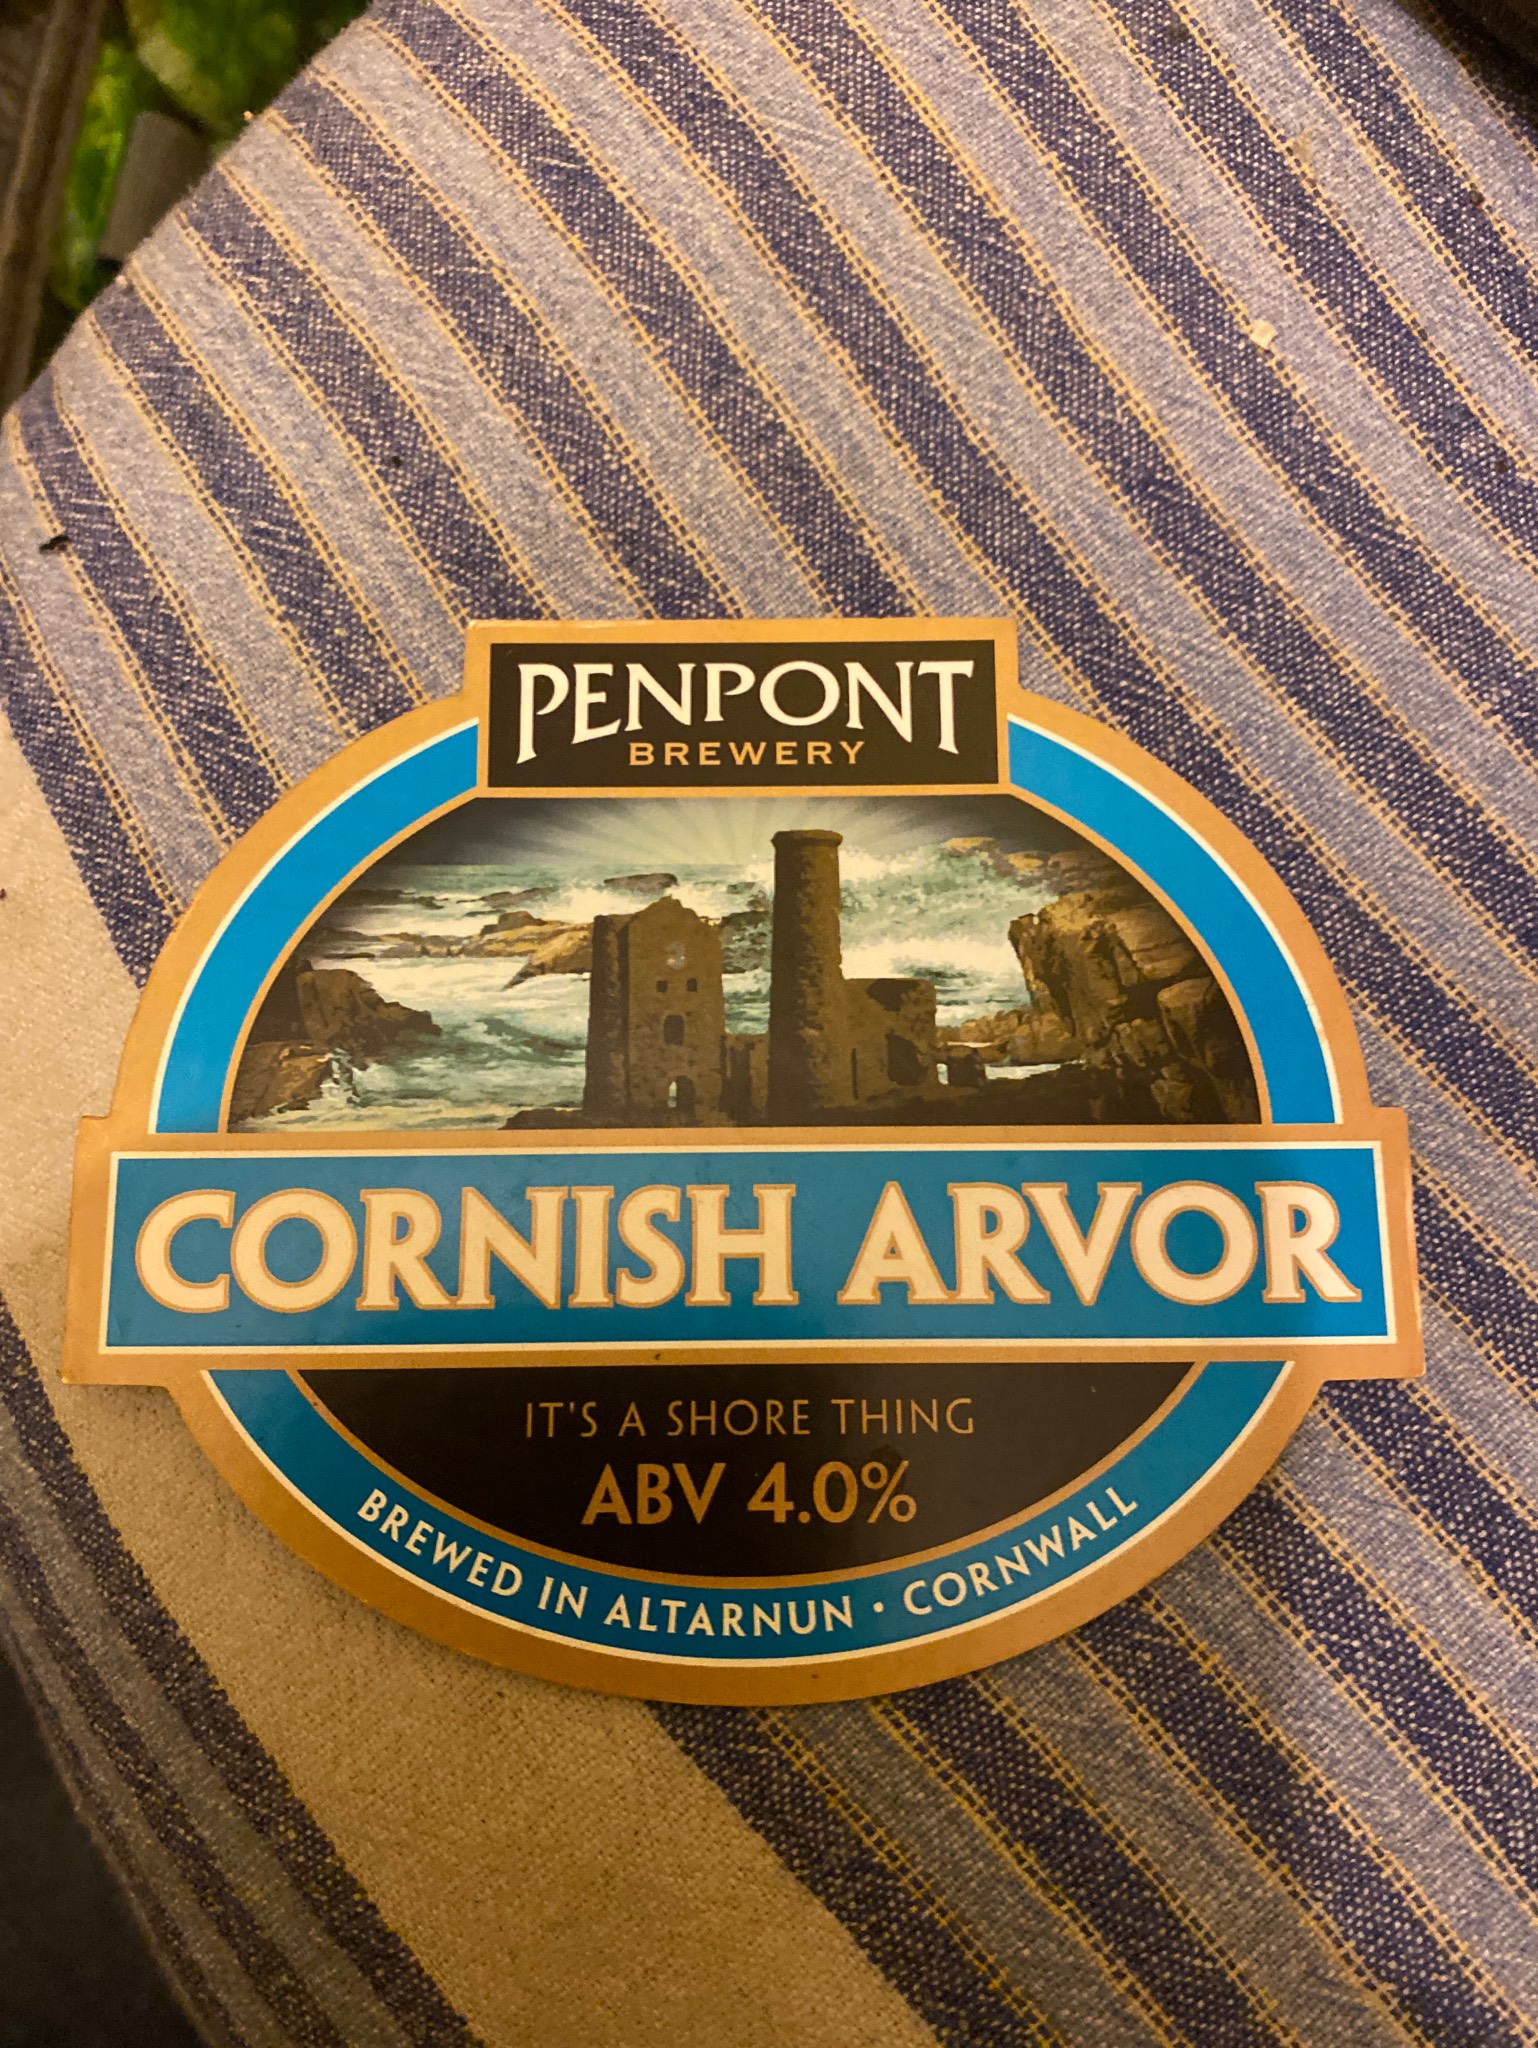 PENPONT
BREWERY
CORNISH ARVOR
IT'S A SHORE THING
ABV 4.0%
BREWED IN ALTARNUN · CORNWALL